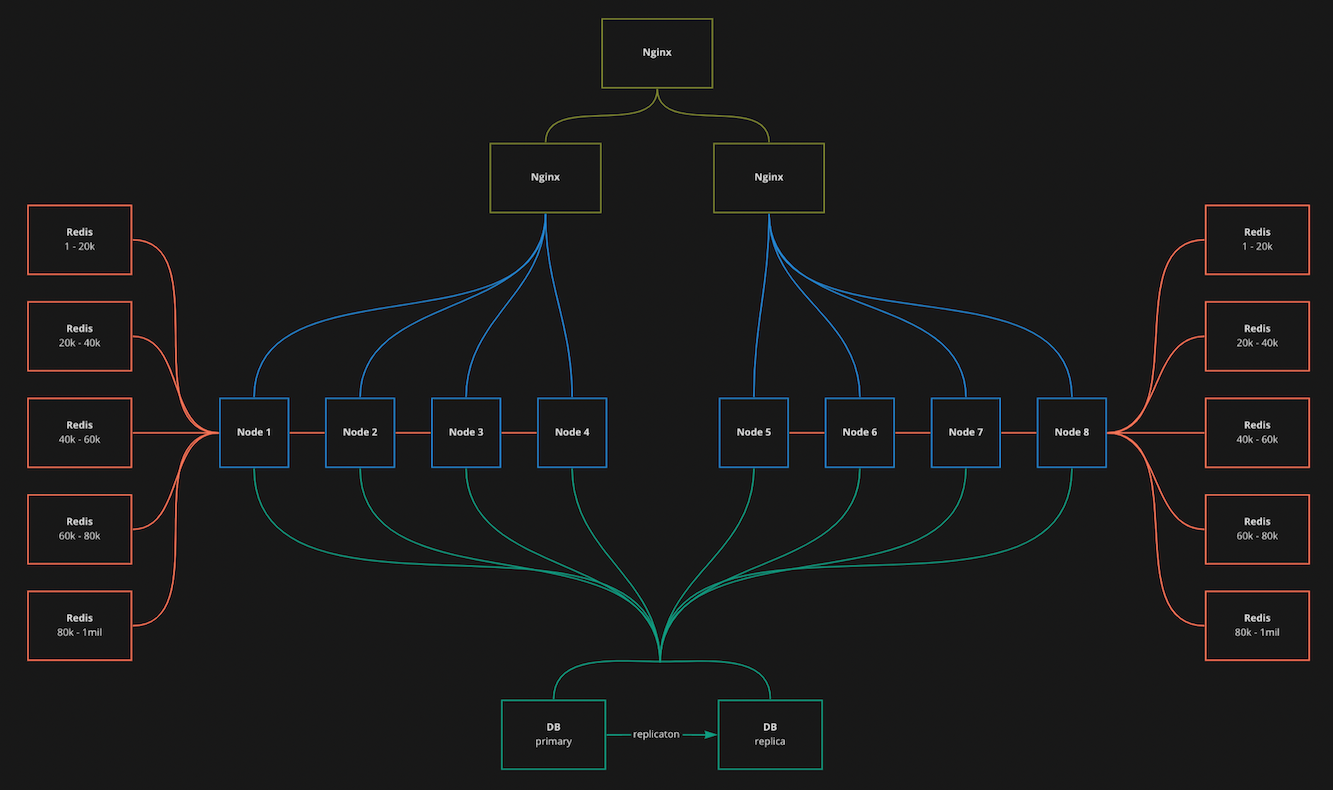 Nginx
Nginx
Nginx
Redis
1 - 20k
Redis
1 - 20k
Redis
20k - 40k
Redis
20k - 40k
Redis
40k - 60k
Node 1
Node 2
Node 3
Node 4
Node 5
Node 6
Node 7
Node 8
Redis
40k - 60k
Redis
60k - 80k
Redis
60k - 80k
Redis
80k - 1mil
Redis
80k - 1mil
DB
primary
replicaton
DB
replica